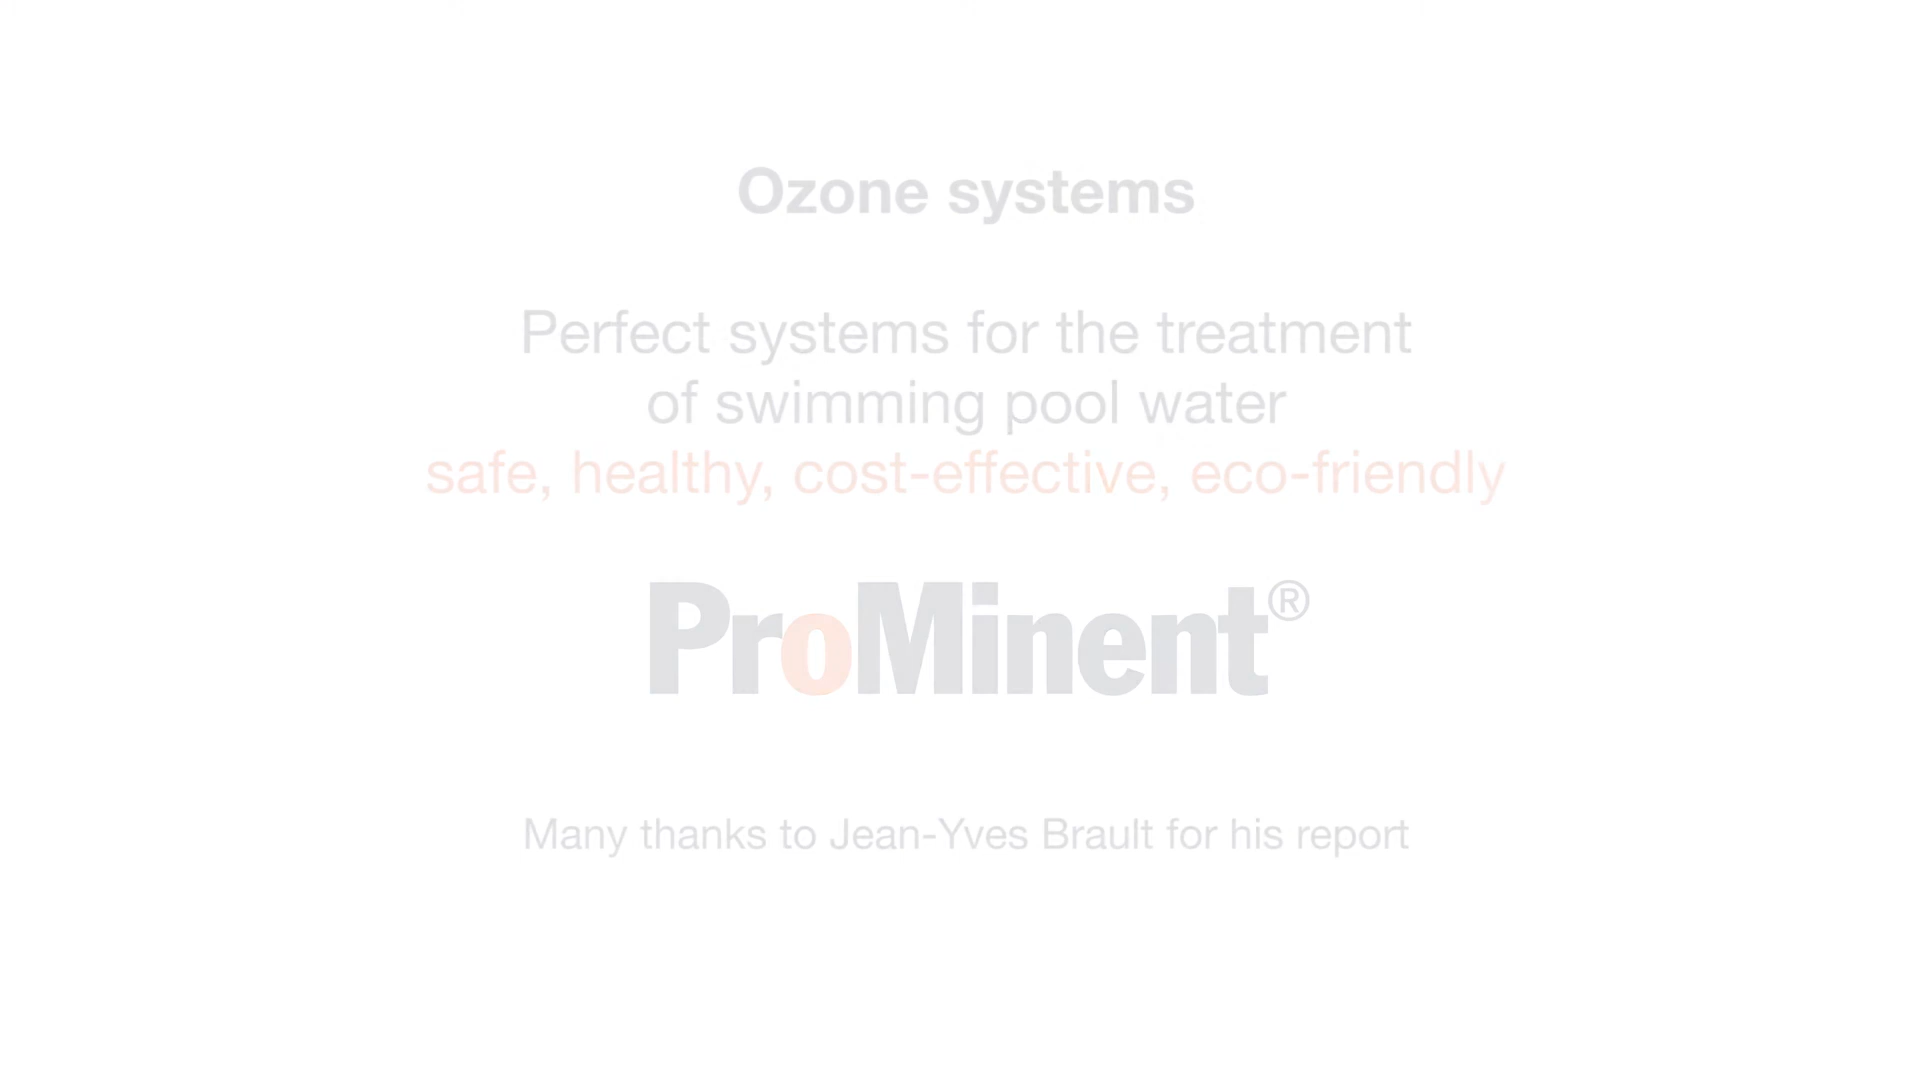 Ozone systems
Perfect systems for the treatment
of swimming pool water
safe, healthy, cost-effective, eco-friendly
ProMinent®
Many thanks to Jean-Yves Brault for his report